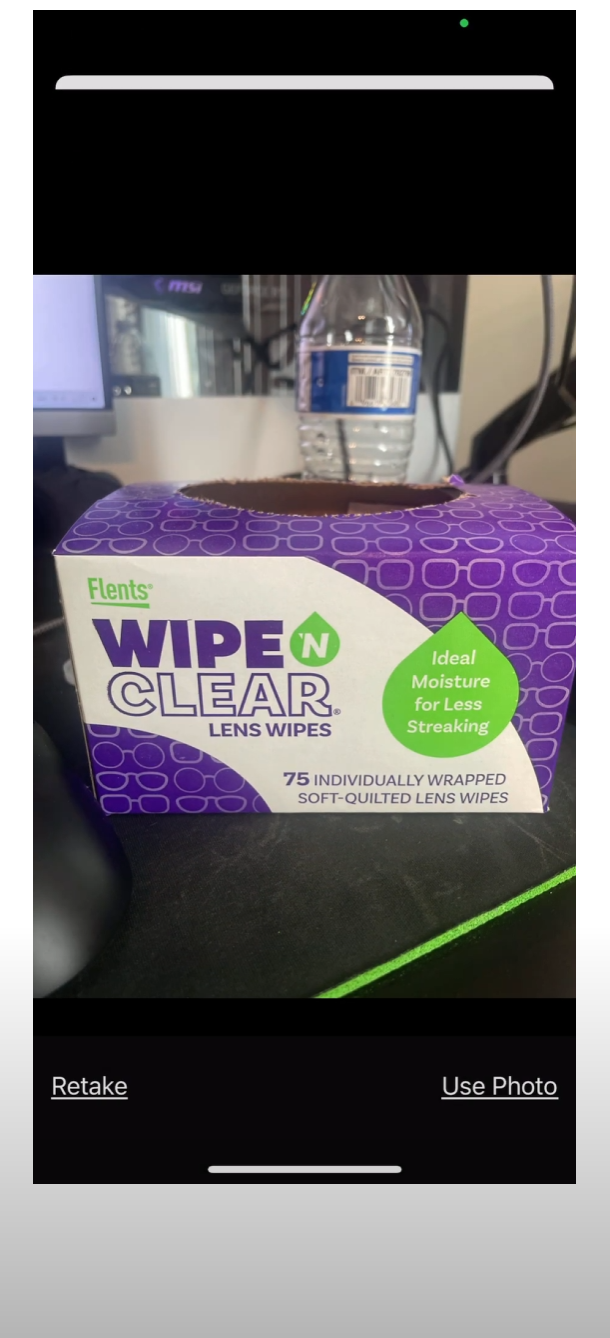 msi
Flents®
WIPE 'N
CLEAR®
LENS WIPES
Ideal
Moisture
for Less
Streaking
75 INDIVIDUALLY WRAPPED
SOFT-QUILTED LENS WIPES
Retake
Use Photo